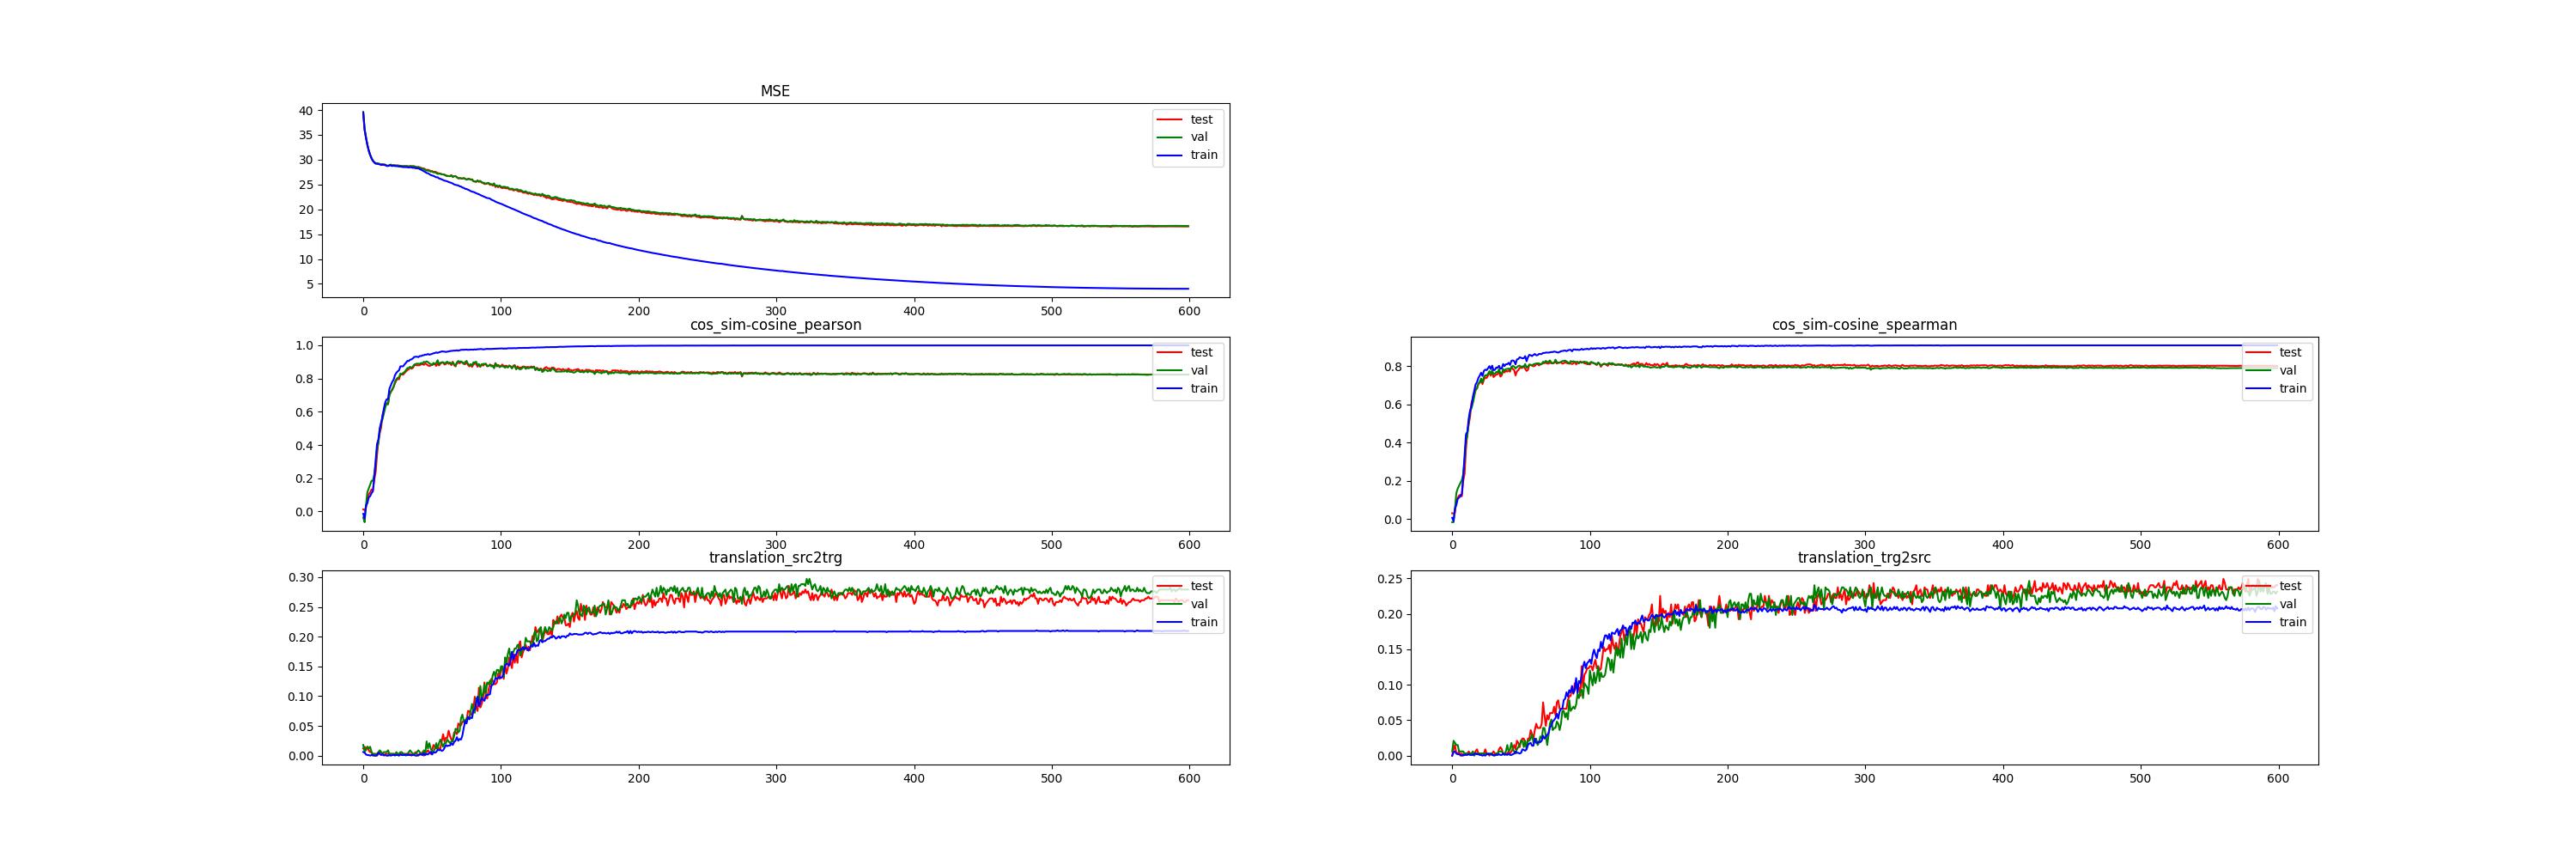 MSE
40
35
30
25
20
15
10
5
0 100 200 300 400 500 600
test
val
train
cos_sim-cosine_pearson
1.0
0.8
0.6
0.4
0.2
0.0
0 100 200 300 400 500 600
test
val
train
cos_sim-cosine_spearman
0.8
0.6
0.4
0.2
0.0
0 100 200 300 400 500 600
test
val
train
translation_src2trg
0.30
0.25
0.20
0.15
0.10
0.05
0.00
0 100 200 300 400 500 600
test
val
train
translation_trg2src
0.25
0.20
0.15
0.10
0.05
0.00
0 100 200 300 400 500 600
test
val
train